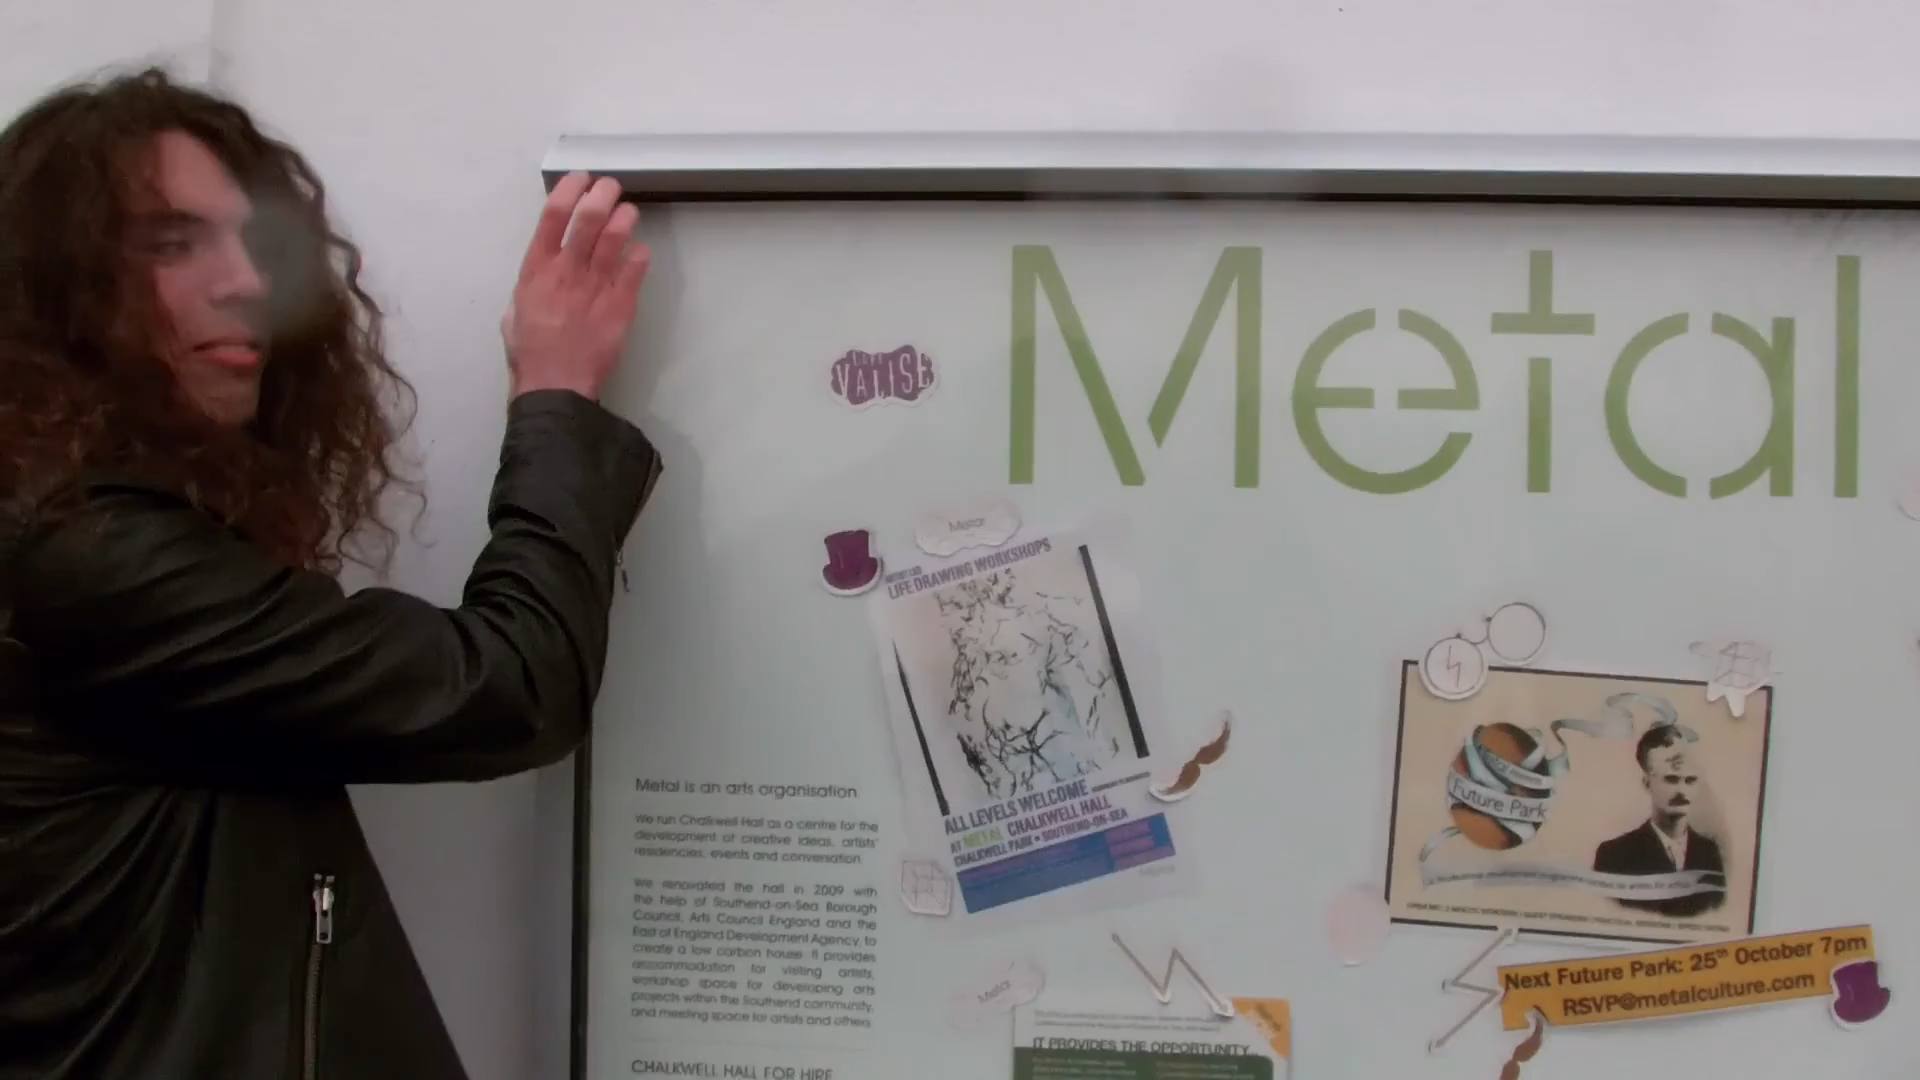 Metal
VALISE
Metal
LIFE DRAWING WORKSHOPS
ALL LEVELS WELCOME
AT METAL CHALKWELL HALL
CHALKWELL PARK • SOUTHEND-ON-SEA
Future Park
Next Future Park: 25th October 7pm
RSVP@metalculture.com
Metal is an arts organisation.
We run Chalkwell Hall as a centre for the
development of creative ideas, artists'
residencies, events and conversation.
We renovated the hall in 2009 with
the help of Southend-on-Sea Borough
Council, Arts Council England and the
East of England Development Agency, to
create a low carbon house. It provides
accommodation for visiting artists,
workshop space for developing arts
projects within the Southend community,
and meeting space for artists and others.
CHALKWELL HALL FOR HIRE
Metal
IT PROVIDES THE OPPORTUNITY...